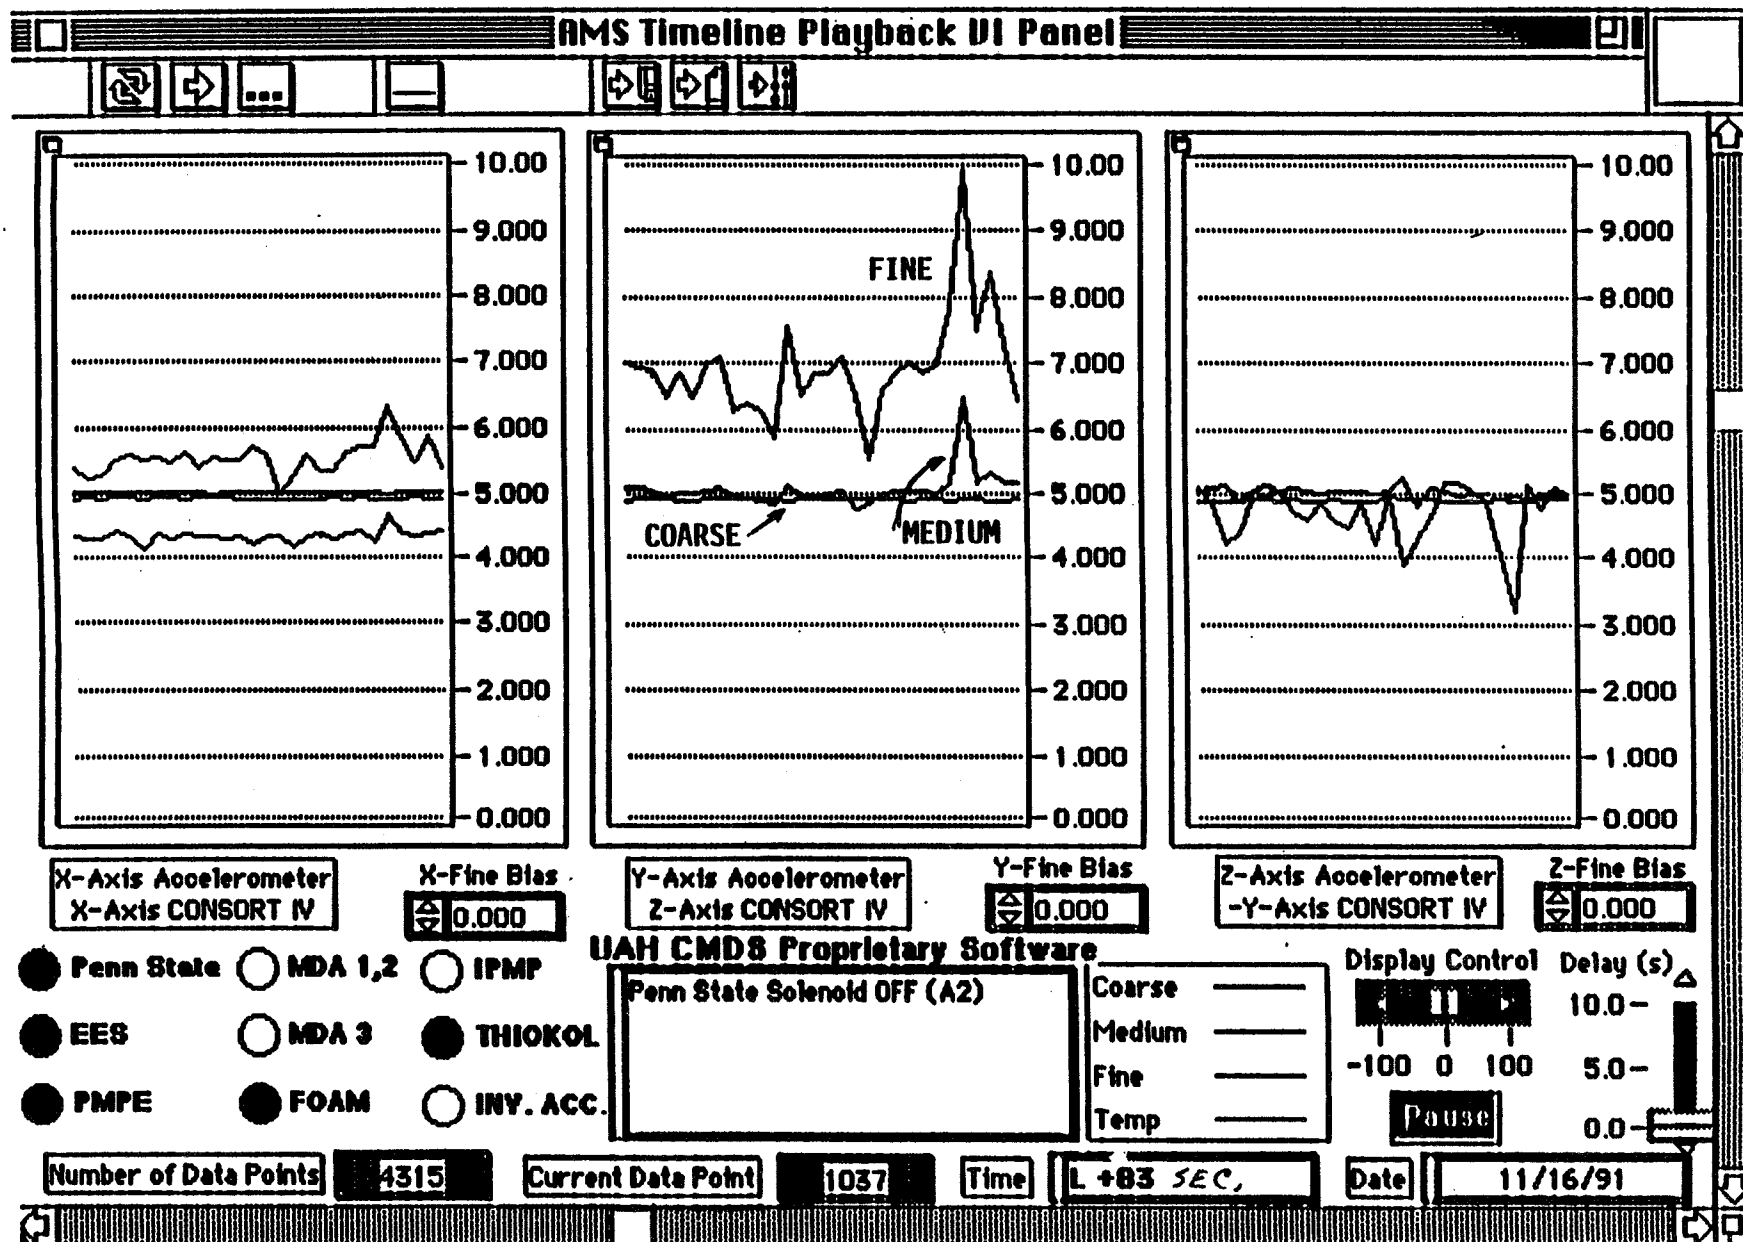 AMS Timeline Playback VI Panel
...
10.00
9.000
8.000
7.000
6.000
5.000
4.000
3.000
2.000
1.000
0.000
10.00
9.000
8.000
7.000
6.000
5.000
4.000
3.000
2.000
1.000
0.000
FINE
COARSE
MEDIUM
10.00
9.000
8.000
7.000
6.000
5.000
4.000
3.000
2.000
1.000
0.000
X-Axis Accelerometer
X-Axis CONSORT IV
X-Fine Bias
0.000
Y-Axis Accelerometer
Z-Axis CONSORT IV
Y-Fine Bias
0.000
Z-Axis Accelerometer
-Y-Axis CONSORT IV
Z-Fine Bias
0.000
Penn State
MDA 1,2
IPMP
EES
MDA 3
THIOKOL
PMPE
FOAM
INV. ACC.
UAH CMDS Proprietary Software
Penn State Solenoid OFF (A2)
Coarse
Medium
Fine
Temp
Display Control
-100 0 100
Pause
Delay (s)
10.0
5.0
0.0
Number of Data Points 4315
Current Data Point 1037
Time L +83 SEC,
Date 11/16/91